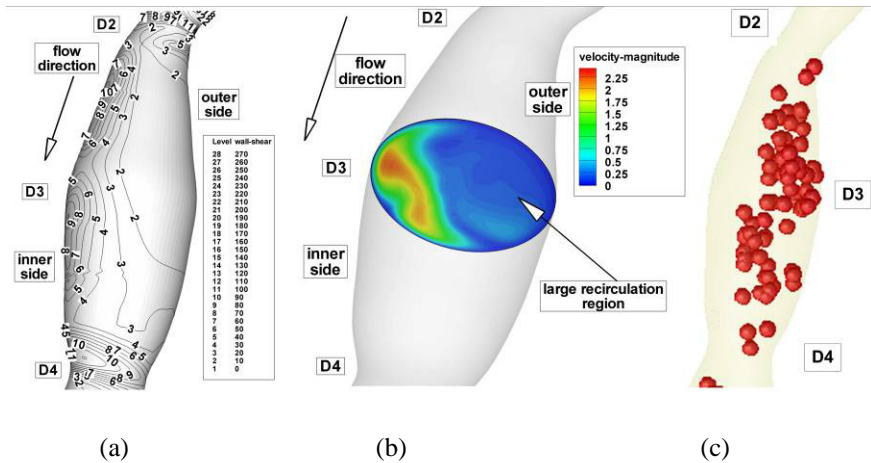 D2
flow
direction
outer
side
Level wall-shear
28 270
27 260
26 250
25 240
24 230
23 220
22 210
21 200
20 190
19 180
18 170
17 160
16 150
15 140
14 130
13 120
12 110
11 100
10 90
9 80
8 70
7 60
6 50
5 40
4 30
3 20
2 10
1 0
D3
inner
side
D4
D2
flow
direction
outer
side
velocity-magnitude
2.25
2
1.75
1.5
1.25
1
0.75
0.5
0.25
0
D3
inner
side
large recirculation
region
D4
D2
D3
D4
(a)
(b)
(c)